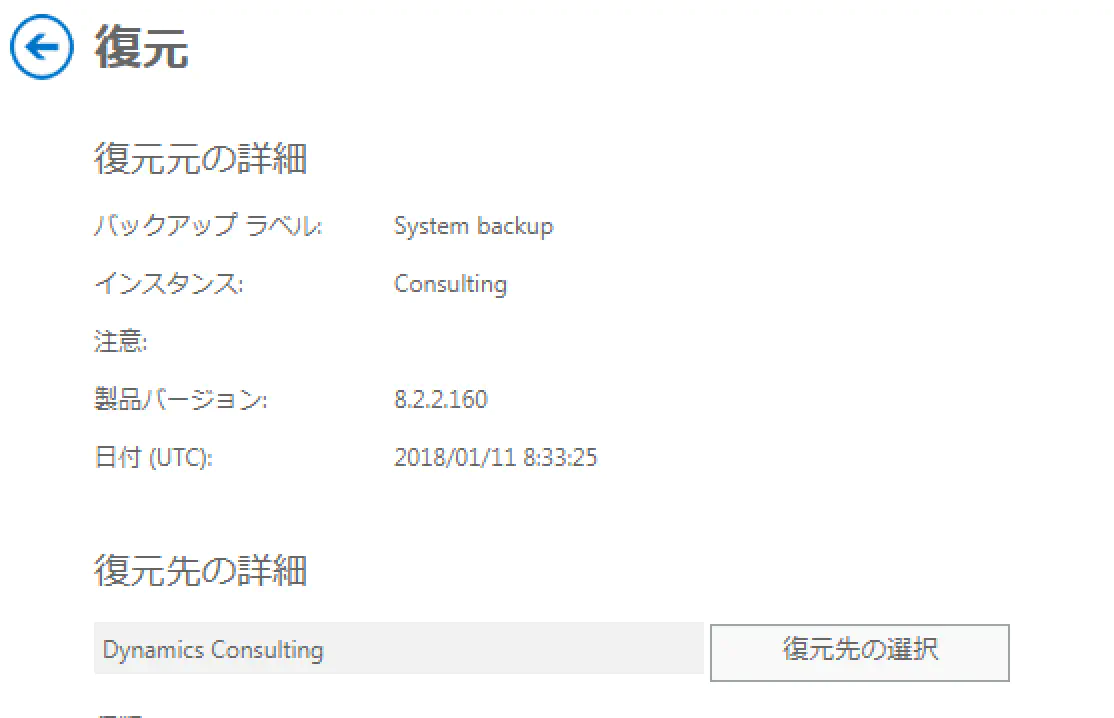 復元
復元元の詳細
バックアップ ラベル: System backup
インスタンス: Consulting
注意:
製品バージョン: 8.2.2.160
日付 (UTC): 2018/01/11 8:33:25
復元先の詳細
Dynamics Consulting 復元先の選択